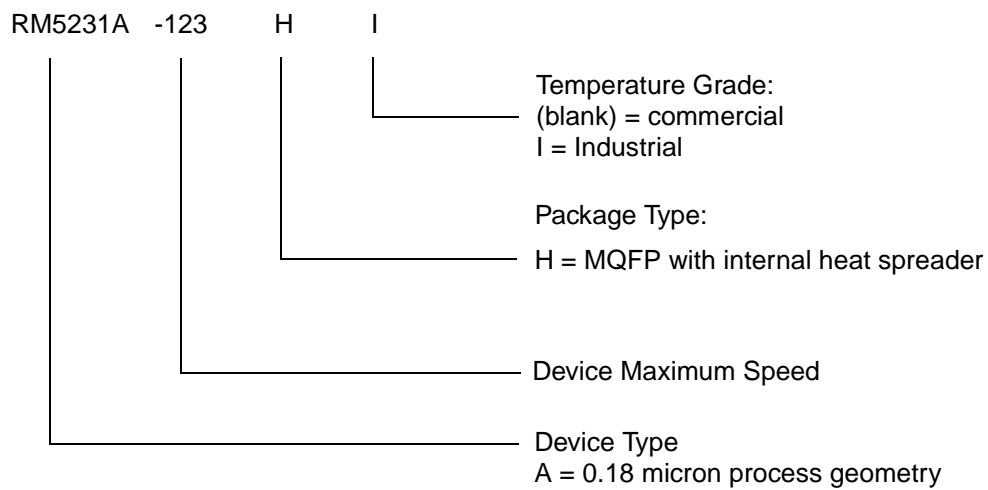 RM5231A -123 H I
Temperature Grade:
(blank) = commercial
I = Industrial
Package Type:
H = MQFP with internal heat spreader
Device Maximum Speed
Device Type
A = 0.18 micron process geometry